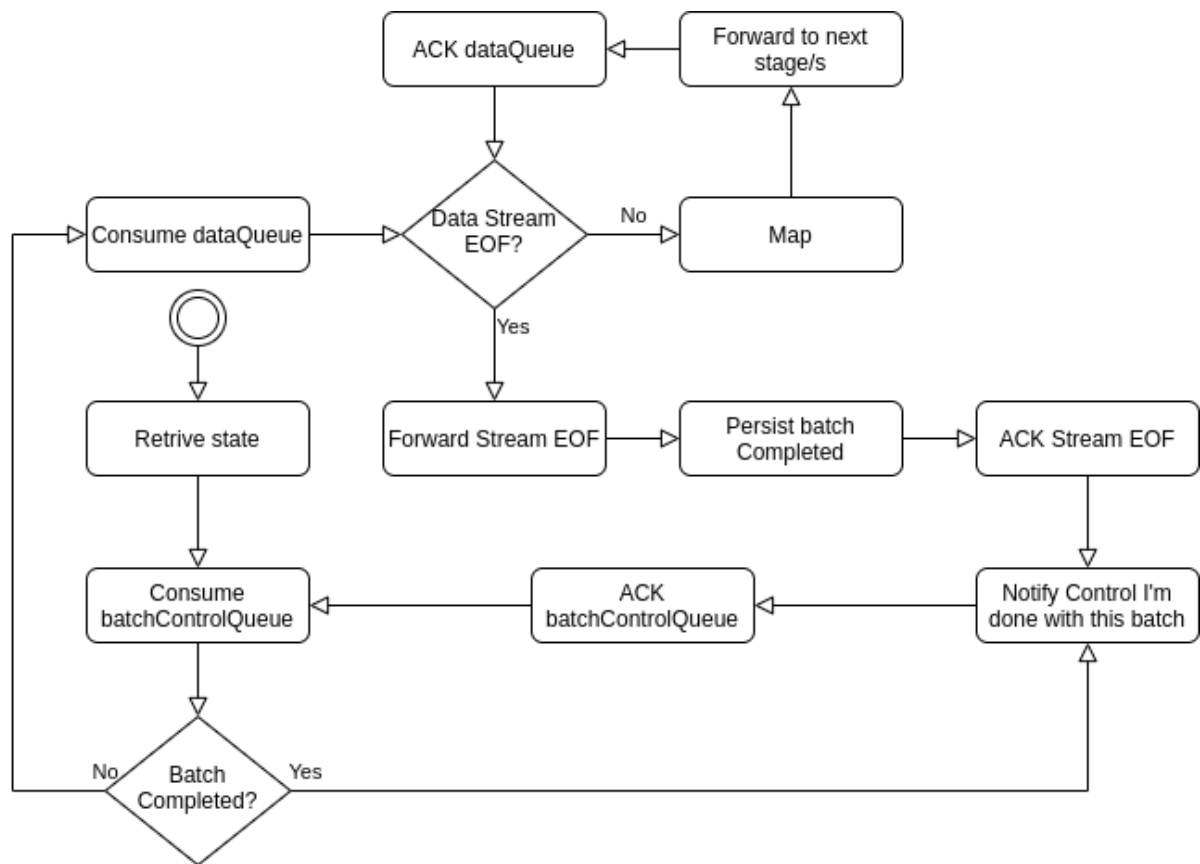 ACK dataQueue
Forward to next
stage/s
Consume dataQueue
Data Stream
EOF?
No
Map
Yes
Retrive state
Forward Stream EOF
Persist batch
Completed
ACK Stream EOF
Consume
batchControlQueue
ACK
batchControlQueue
Notify Control I'm
done with this batch
No
Batch
Completed?
Yes